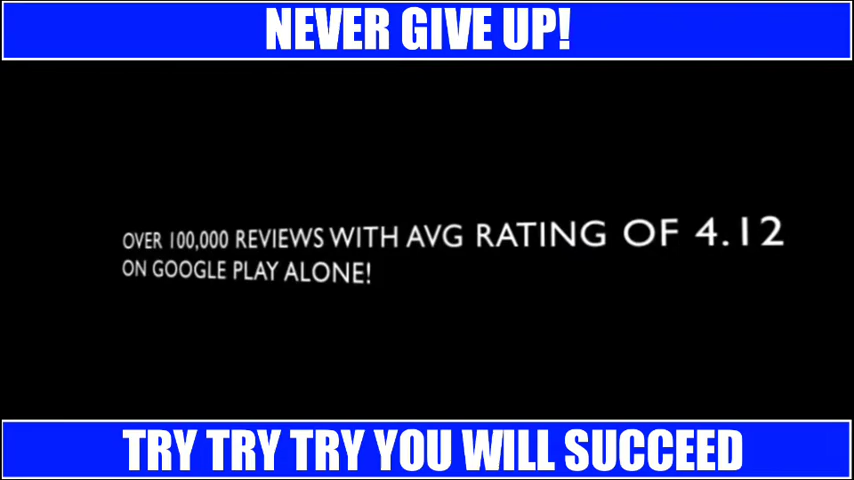 NEVER GIVE UP!
OVER 100,000 REVIEWS WITH AVG RATING OF 4.12
ON GOOGLE PLAY ALONE!
TRY TRY TRY YOU WILL SUCCEED